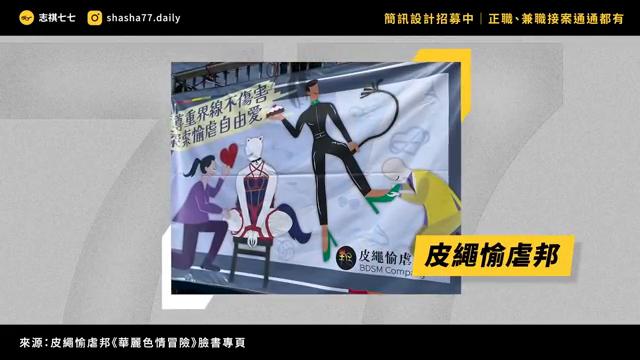 志祺七七
shasha77.daily
簡訊設計招募中｜正職、兼職接案通通都有
重界線不傷害
索愉虐自由愛
皮繩愉虐
BDSM Company
皮繩愉虐邦
來源：皮繩愉虐邦《華麗色情冒險》臉書專頁